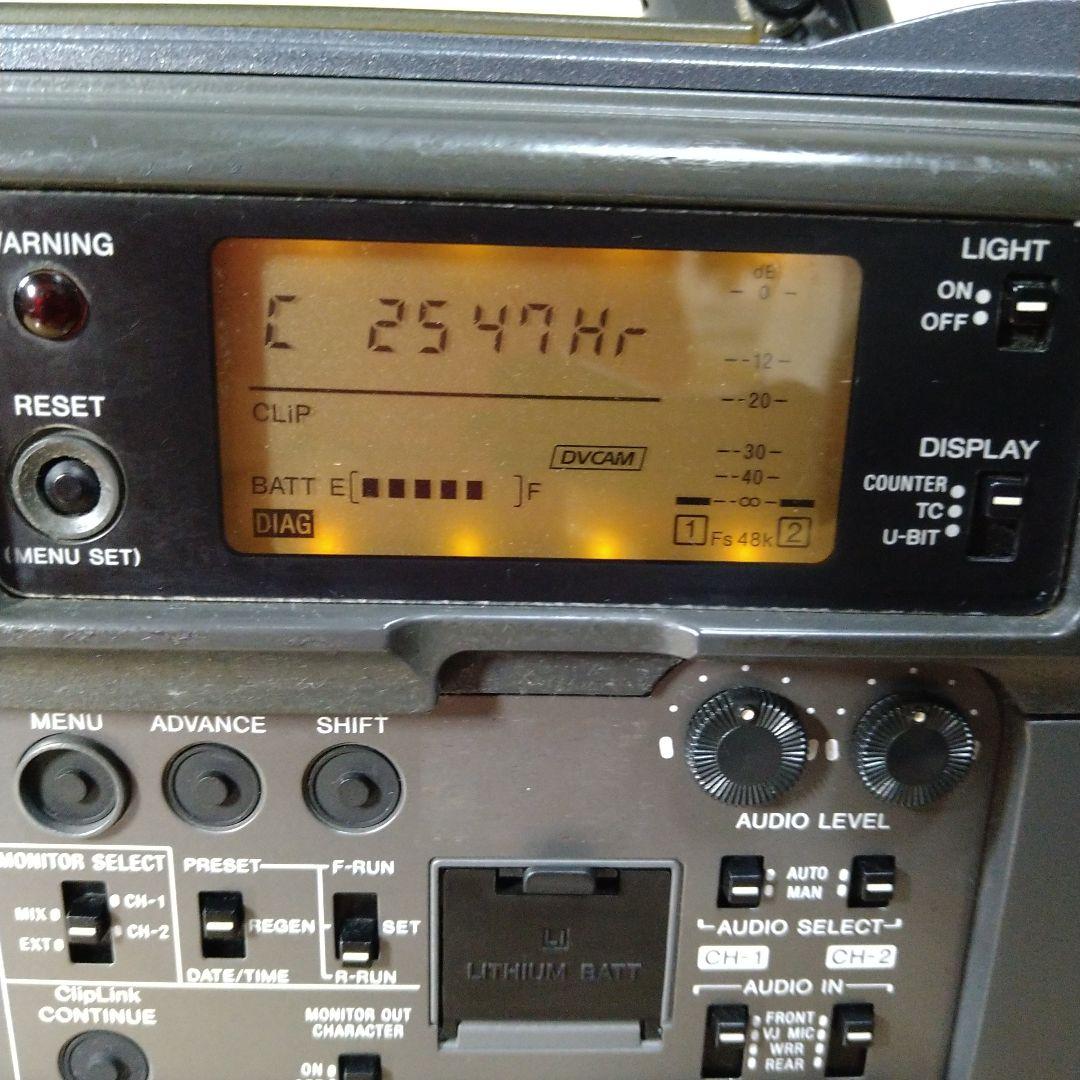 WARNING
LIGHT
ON
OFF
RESET
(MENU SET)
C 2547Hr
CLiP
DVCAM
BATT E[ ]F
DIAG
dB
- 0 -
--12-
--20-
--30-
--40-
-∞-
1 Fs 48k 2
DISPLAY
COUNTER
TC
U-BIT
MENU ADVANCE SHIFT
AUDIO LEVEL
MONITOR SELECT
MIX CH-1
EXT CH-2
PRESET F-RUN
REGEN SET
DATE/TIME R-RUN
LITHIUM BATT
AUTO
MAN
AUDIO SELECT
CH-1 CH-2
AUDIO IN
FRONT
VJ MIC
WRR
REAR
ClipLink
CONTINUE
MONITOR OUT
CHARACTER
ON